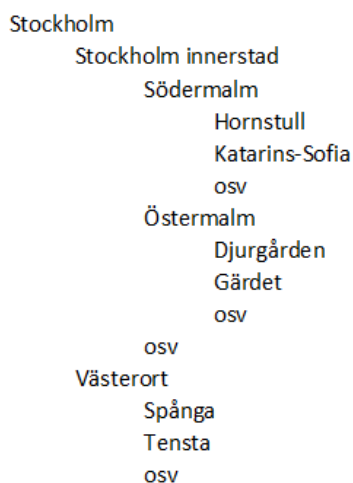 Stockholm
Stockholm innerstad
Södermalm
Hornstull
Katarins-Sofia
osv
Östermalm
Djurgården
Gärdet
osv
osv
Västerort
Spånga
Tensta
osv